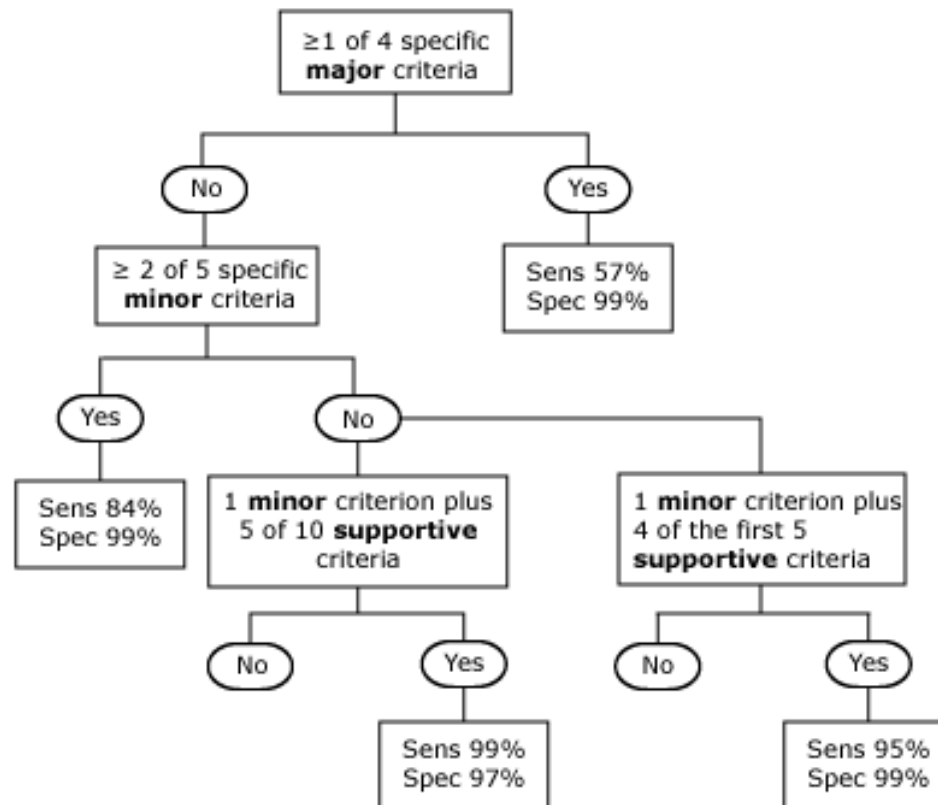 ≥1 of 4 specific
major criteria
No
Yes
≥ 2 of 5 specific
minor criteria
Sens 57%
Spec 99%
Yes
No
Sens 84%
Spec 99%
1 minor criterion plus
5 of 10 supportive
criteria
1 minor criterion plus
4 of the first 5
supportive criteria
No
Yes
No
Yes
Sens 99%
Spec 97%
Sens 95%
Spec 99%